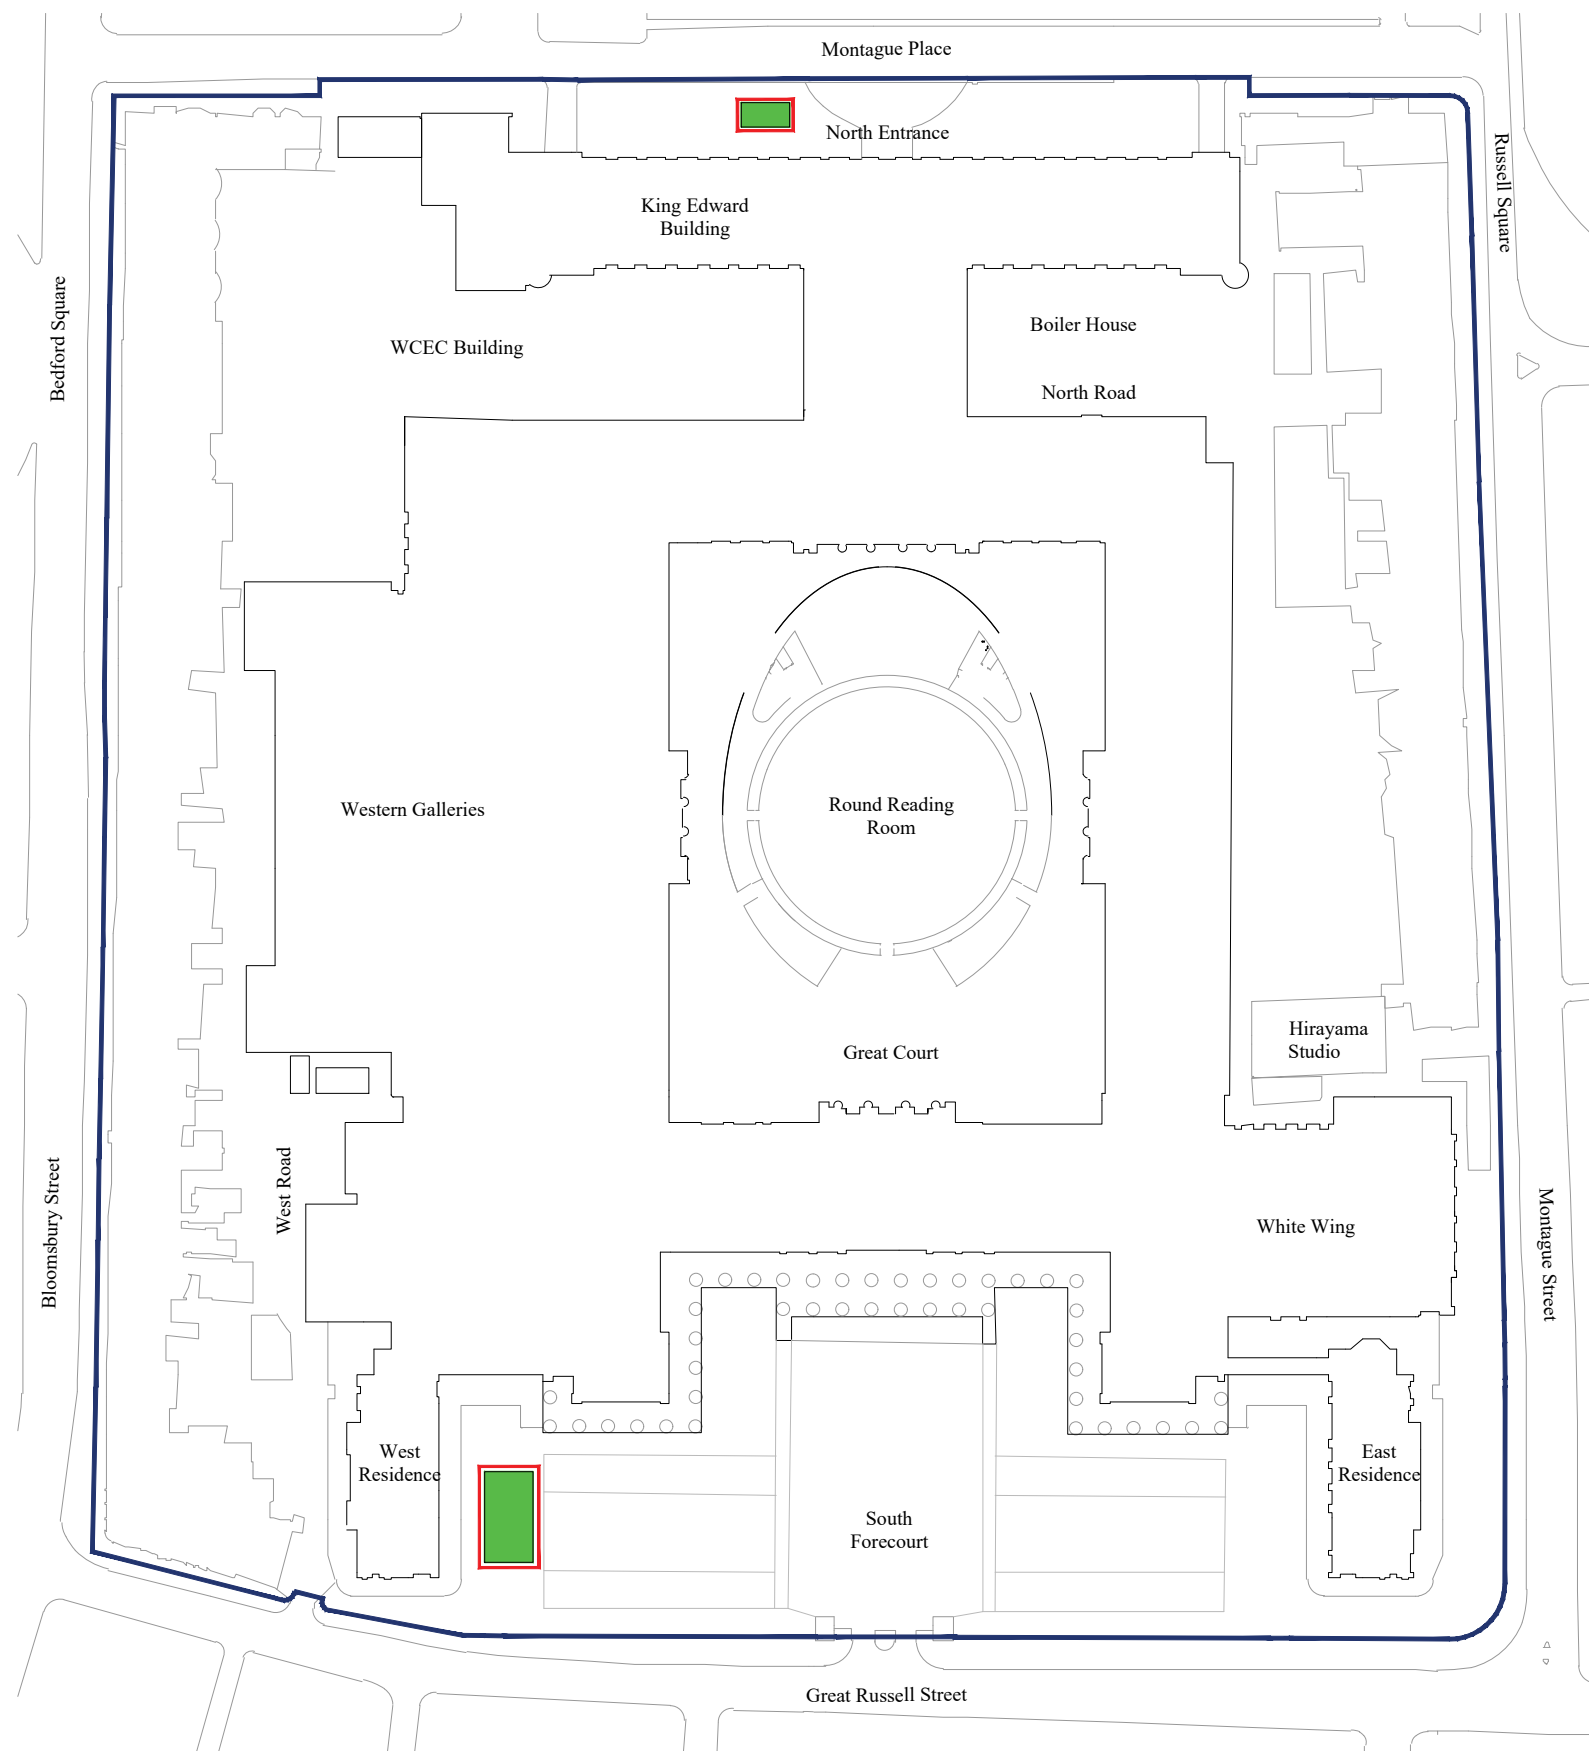 Montague Place
North Entrance
Russell Square
King Edward
Building
Bedford Square
WCEC Building
Boiler House
North Road
Western Galleries
Round Reading
Room
Hirayama
Studio
Great Court
Bloomsbury Street
West Road
White Wing
Montague Street
West
Residence
East
Residence
South
Forecourt
Great Russell Street